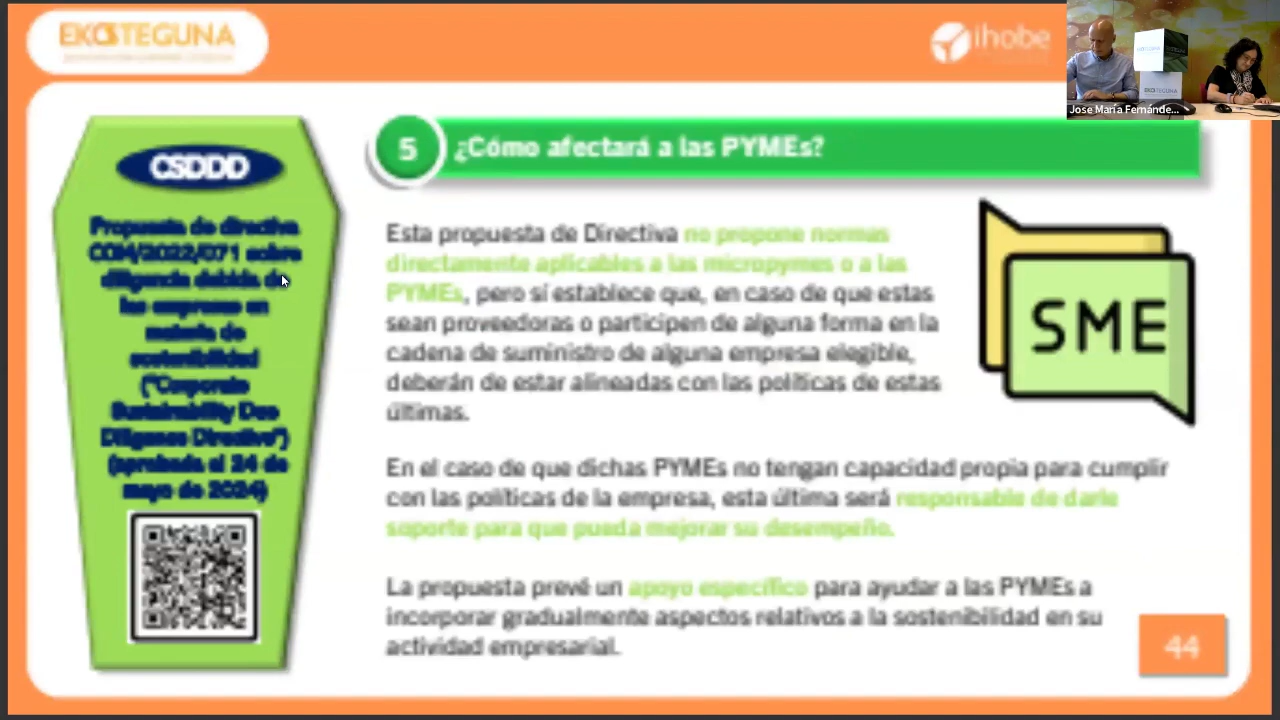 EKOSTEGUNA
ihobe
Jose María Fernánde...
CSDDD
Propuesta de directiva
COM/2022/071 sobre
diligencia debida de
las empresas en
materia de
sostenibilidad
("Corporate
Sustainability Due
Diligence Directive")
(aprobada el 24 de
mayo de 2024)
5
¿Cómo afectará a las PYMEs?
Esta propuesta de Directiva no propone normas
directamente aplicables a las micropymes o a las
PYMEs, pero sí establece que, en caso de que estas
sean proveedoras o participen de alguna forma en la
cadena de suministro de alguna empresa elegible,
deberán de estar alineadas con las políticas de estas
últimas.
SME
En el caso de que dichas PYMEs no tengan capacidad propia para cumplir
con las políticas de la empresa, esta última será responsable de darle
soporte para que pueda mejorar su desempeño.
La propuesta prevé un apoyo específico para ayudar a las PYMEs a
incorporar gradualmente aspectos relativos a la sostenibilidad en su
actividad empresarial.
44